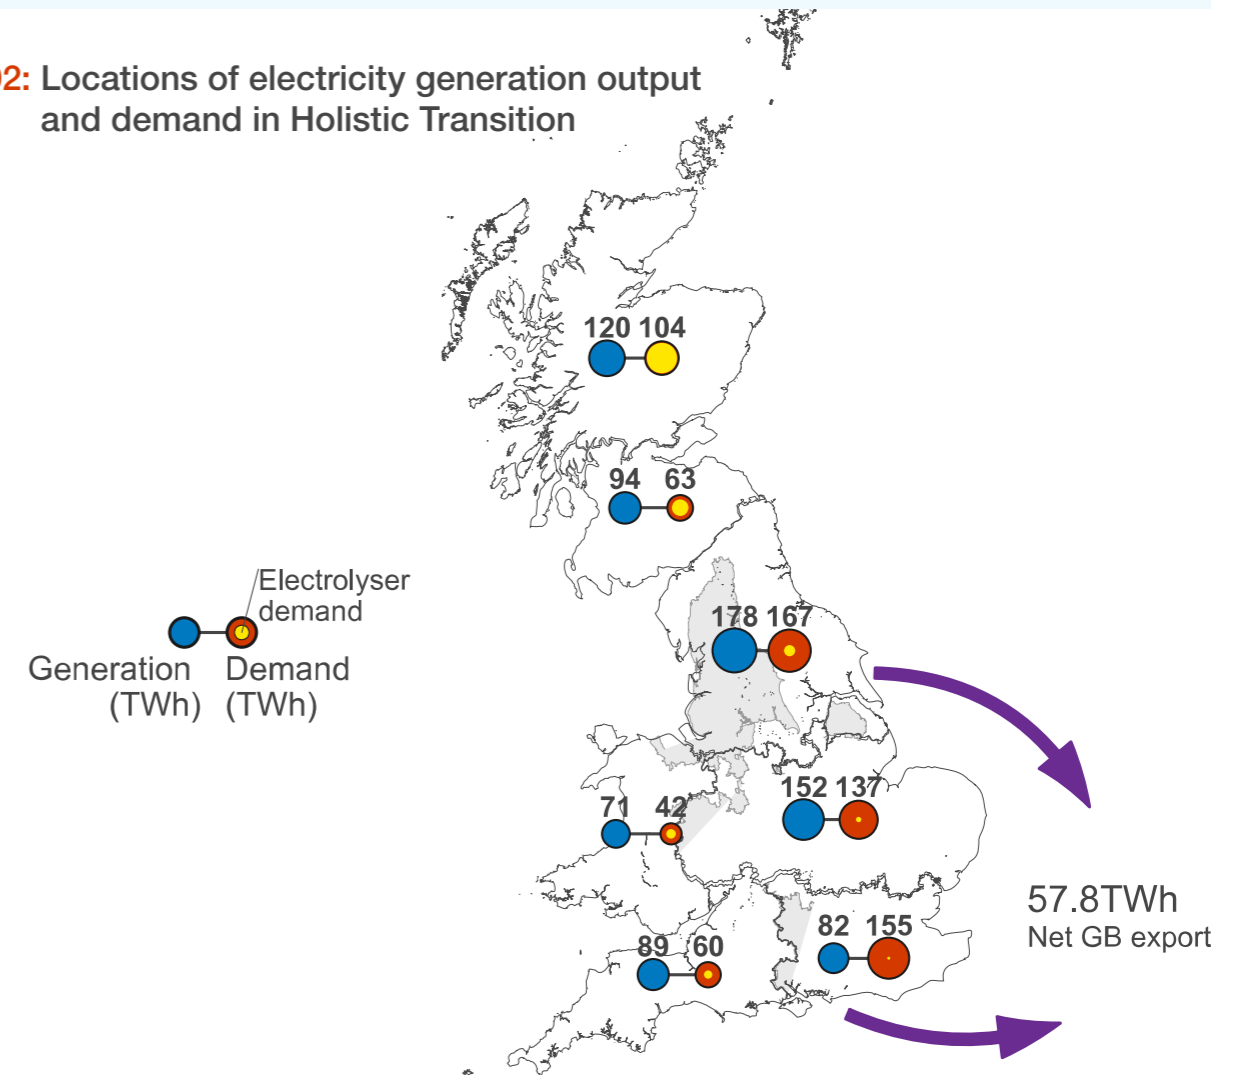 02: Locations of electricity generation output
and demand in Holistic Transition
120 104
94 63
Electrolyser
demand
Generation Demand
(TWh) (TWh)
178 167
152 137
71 42
57.8TWh
Net GB export
82 155
89 60